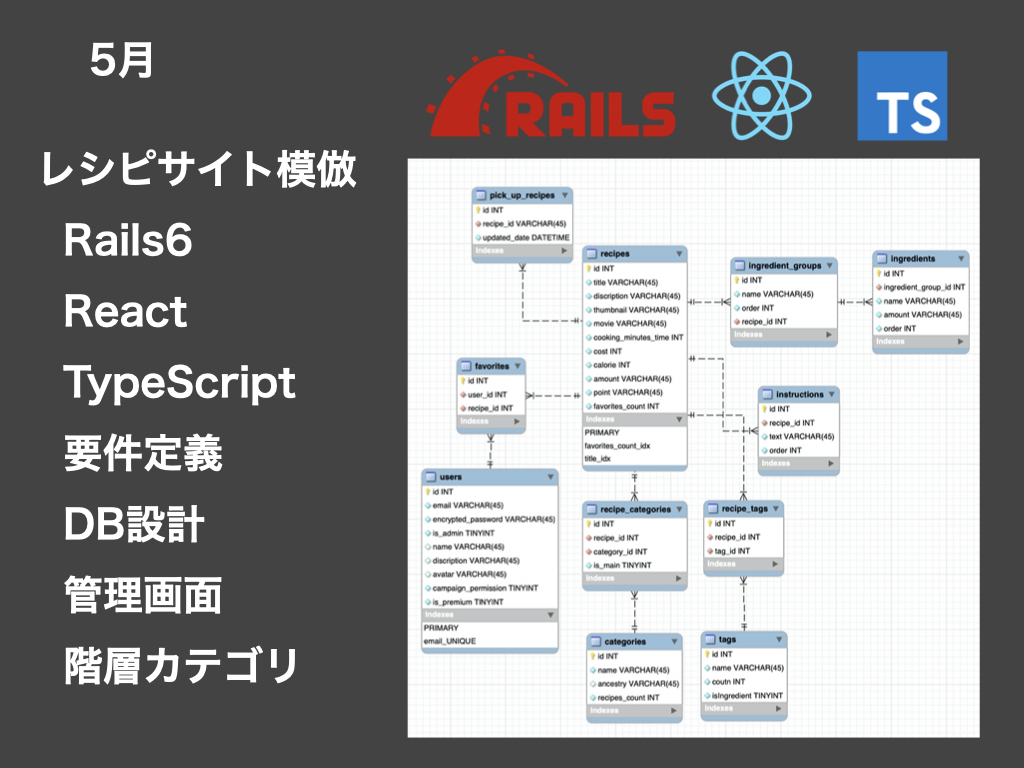 5月
レシピサイト模倣
Rails6
React
TypeScript
要件定義
DB設計
管理画面
階層カテゴリ
RAILS
TS
pick_up_recipes
id INT
recipe_id VARCHAR(45)
updated_date DATETIME
Indexes
recipes
id INT
title VARCHAR(45)
discription VARCHAR(45)
thumbnail VARCHAR(45)
movie VARCHAR(45)
cooking_minutes_time INT
cost INT
calorie INT
amount VARCHAR(45)
point VARCHAR(45)
favorites_count INT
Indexes
PRIMARY
favorites_count_idx
title_idx
ingredient_groups
id INT
name VARCHAR(45)
order INT
recipe_id INT
Indexes
ingredients
id INT
ingredient_group_id INT
name VARCHAR(45)
amount VARCHAR(45)
order INT
Indexes
favorites
id INT
user_id INT
recipe_id INT
Indexes
instructions
id INT
recipe_id INT
text VARCHAR(45)
order INT
Indexes
users
id INT
email VARCHAR(45)
encrypted_password VARCHAR(45)
is_admin TINYINT
name VARCHAR(45)
discription VARCHAR(45)
avatar VARCHAR(45)
campaign_permission TINYINT
is_premium TINYINT
Indexes
PRIMARY
email_UNIQUE
recipe_categories
id INT
recipe_id INT
category_id INT
is_main TINYINT
Indexes
recipe_tags
id INT
recipe_id INT
tag_id INT
Indexes
categories
id INT
name VARCHAR(45)
ancestry VARCHAR(45)
recipes_count INT
Indexes
tags
id INT
name VARCHAR(45)
coutn INT
isIngredient TINYINT
Indexes